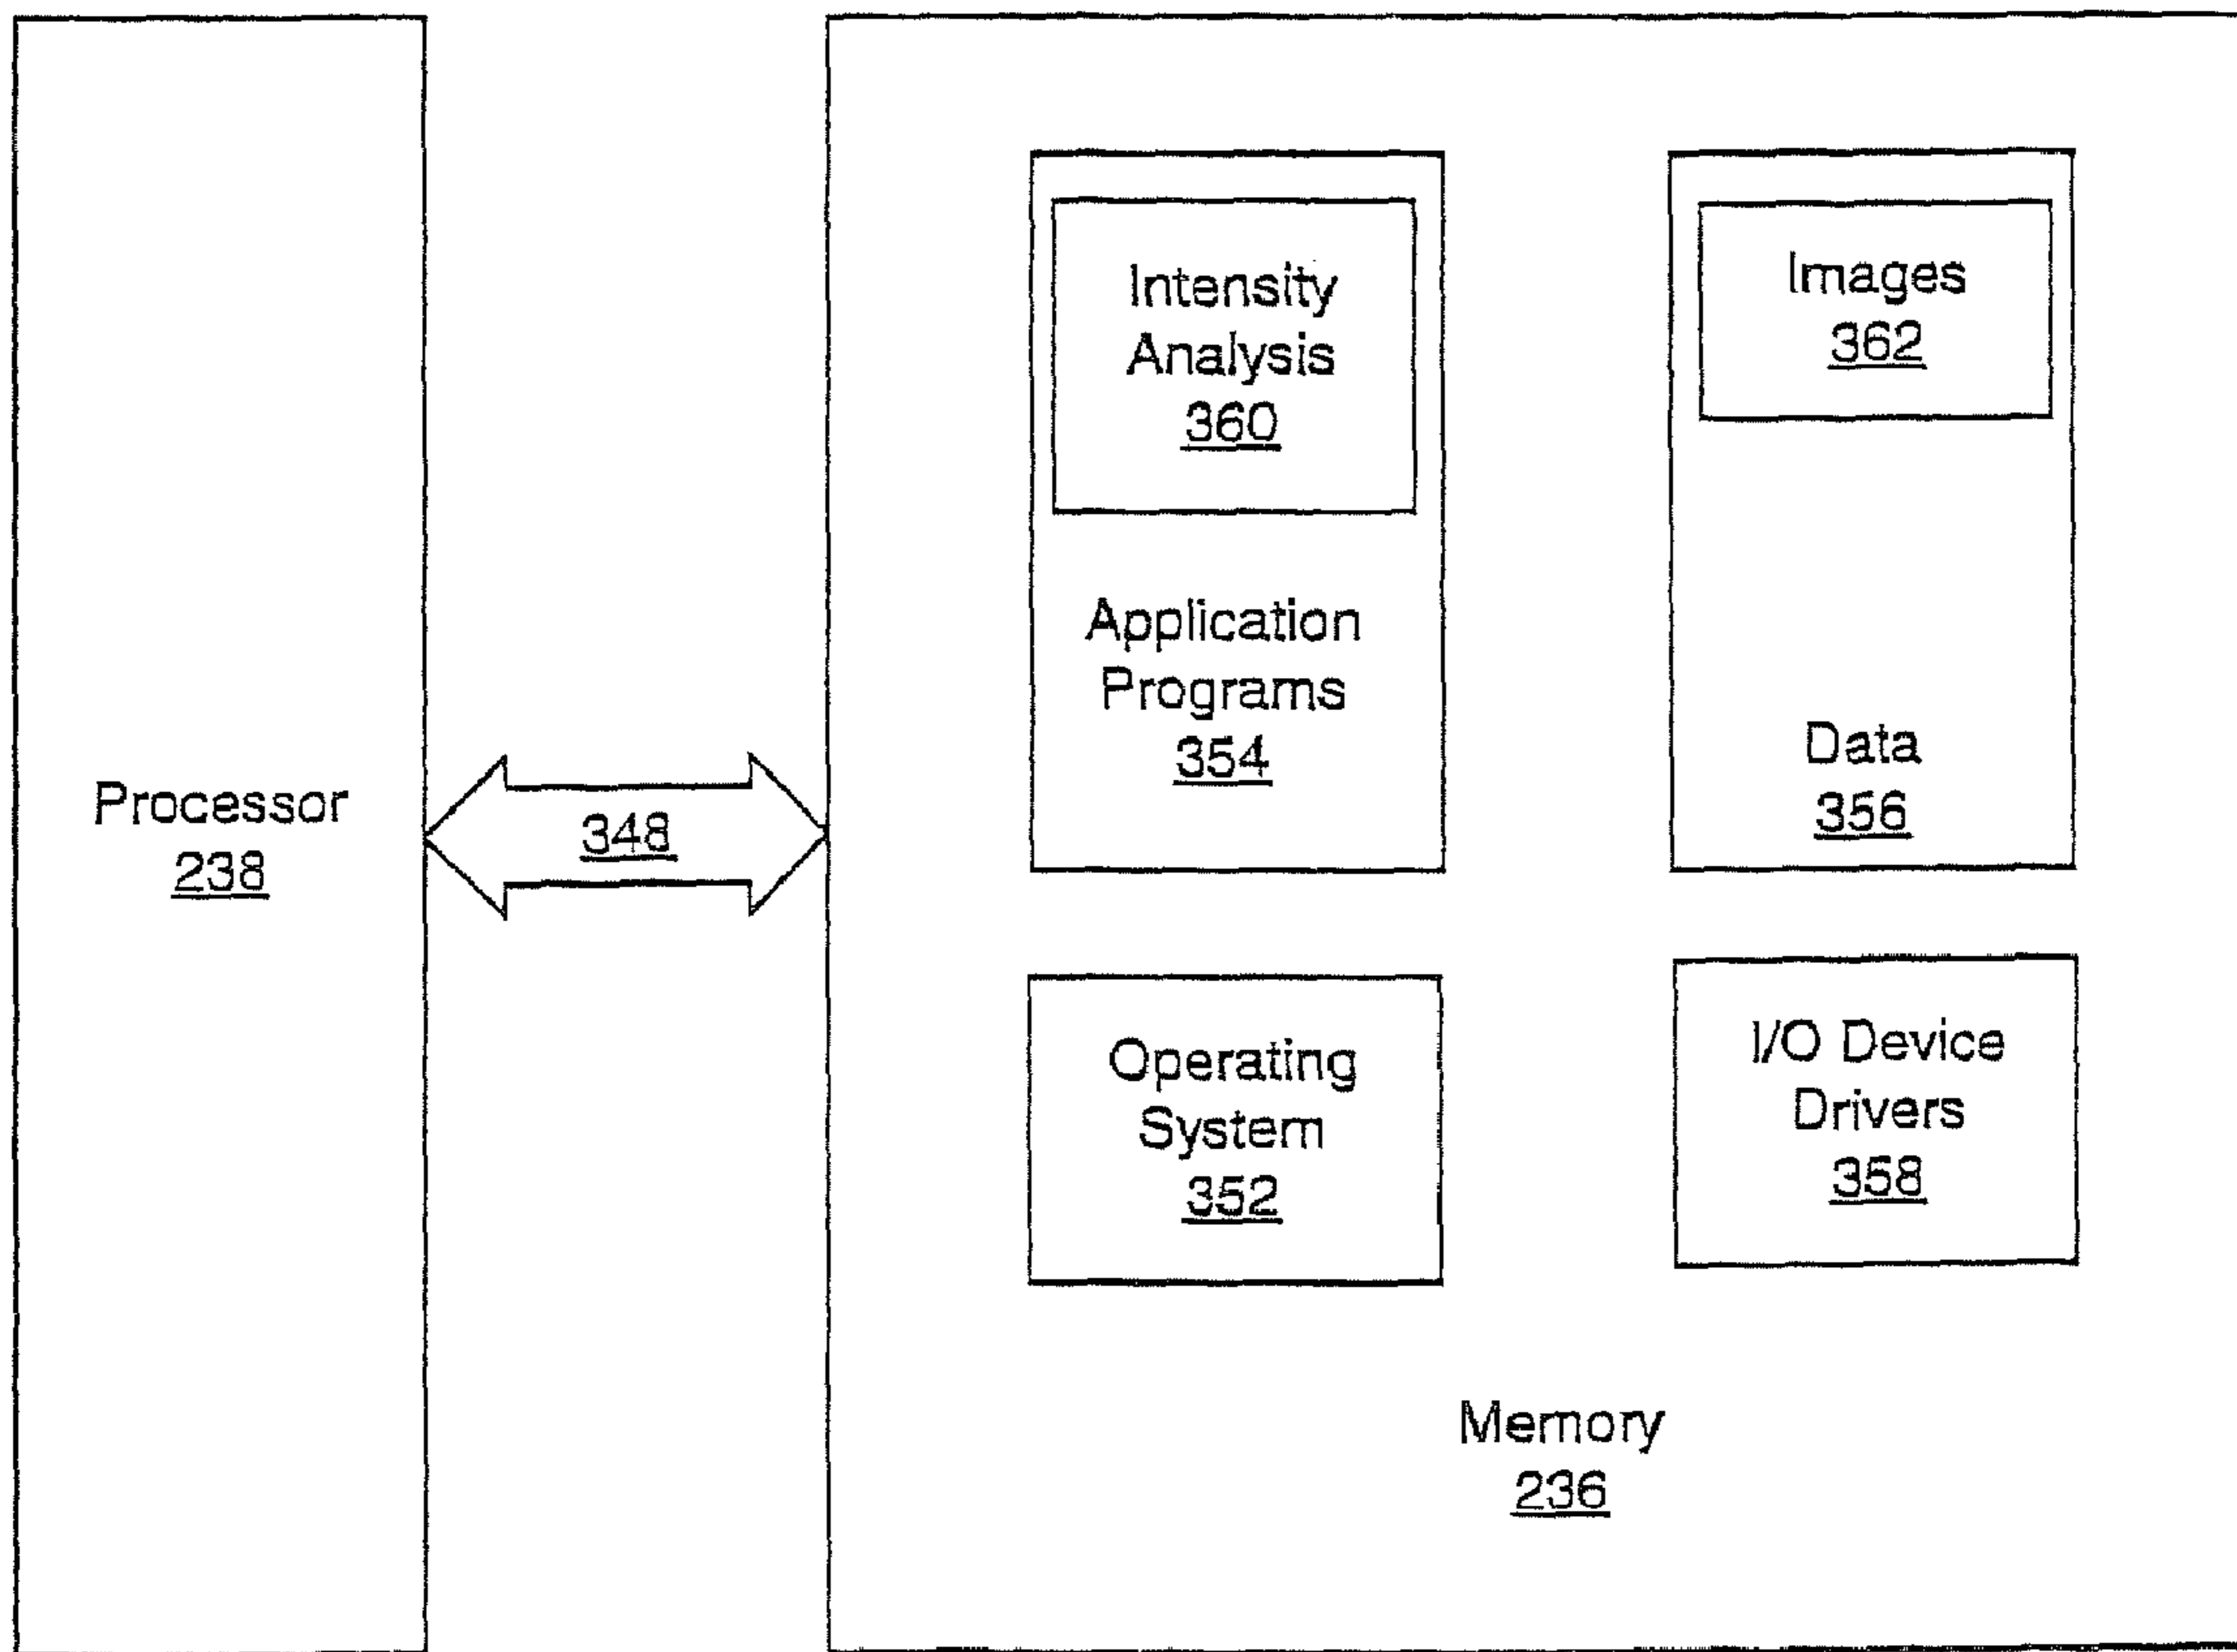 Processor
238
348
Intensity
Analysis
360
Application
Programs
354
Images
362
Data
356
Operating
System
352
I/O Device
Drivers
358
Memory
236